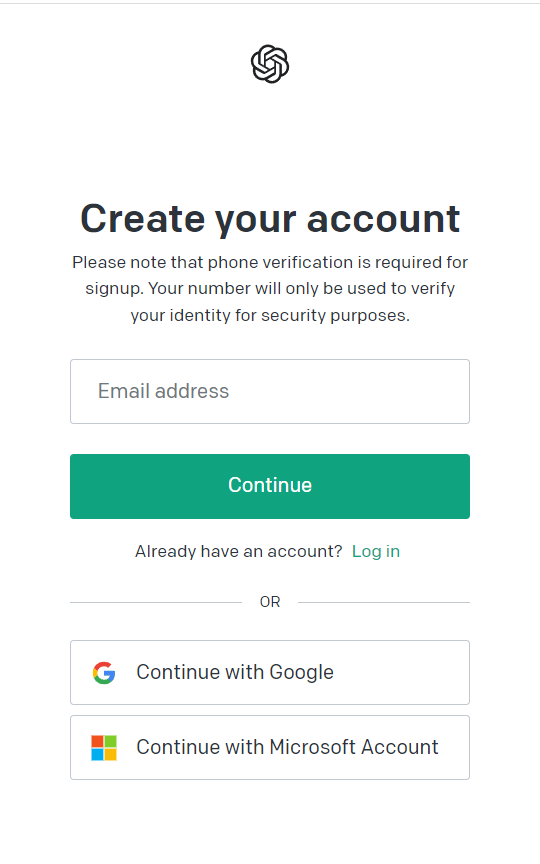 Create your account
Please note that phone verification is required for
signup. Your number will only be used to verify
your identity for security purposes.
Email address
Continue
Already have an account? Log in
OR
Continue with Google
Continue with Microsoft Account